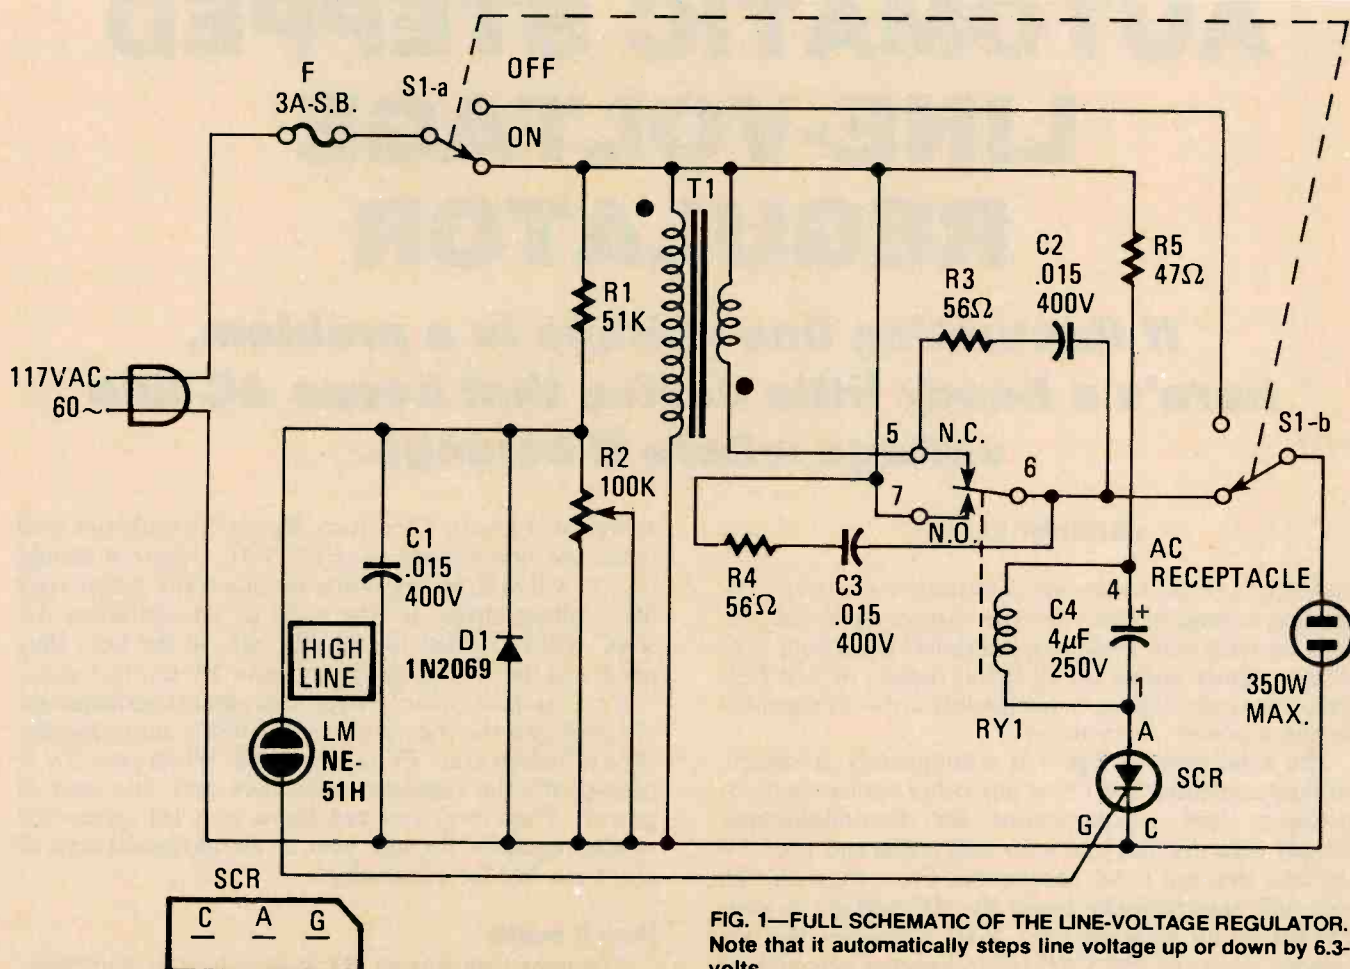 F
3A-S.B.
S1-a
OFF
ON
T1
R1
51K
R3
56Ω
C2
.015
400V
R5
47Ω
117VAC
60~
R2
100K
5
N.C.
6
7
N.O.
S1-b
C1
.015
400V
D1
1N2069
R4
56Ω
C3
.015
400V
4
+
C4
4µF
250V
1
RY1
AC
RECEPTACLE
350W
MAX.
HIGH
LINE
LM
NE-
51H
A
SCR
G
C
SCR
C A G
FIG. 1—FULL SCHEMATIC OF THE LINE-VOLTAGE REGULATOR.
Note that it automatically steps line voltage up or down by 6.3-
volts.